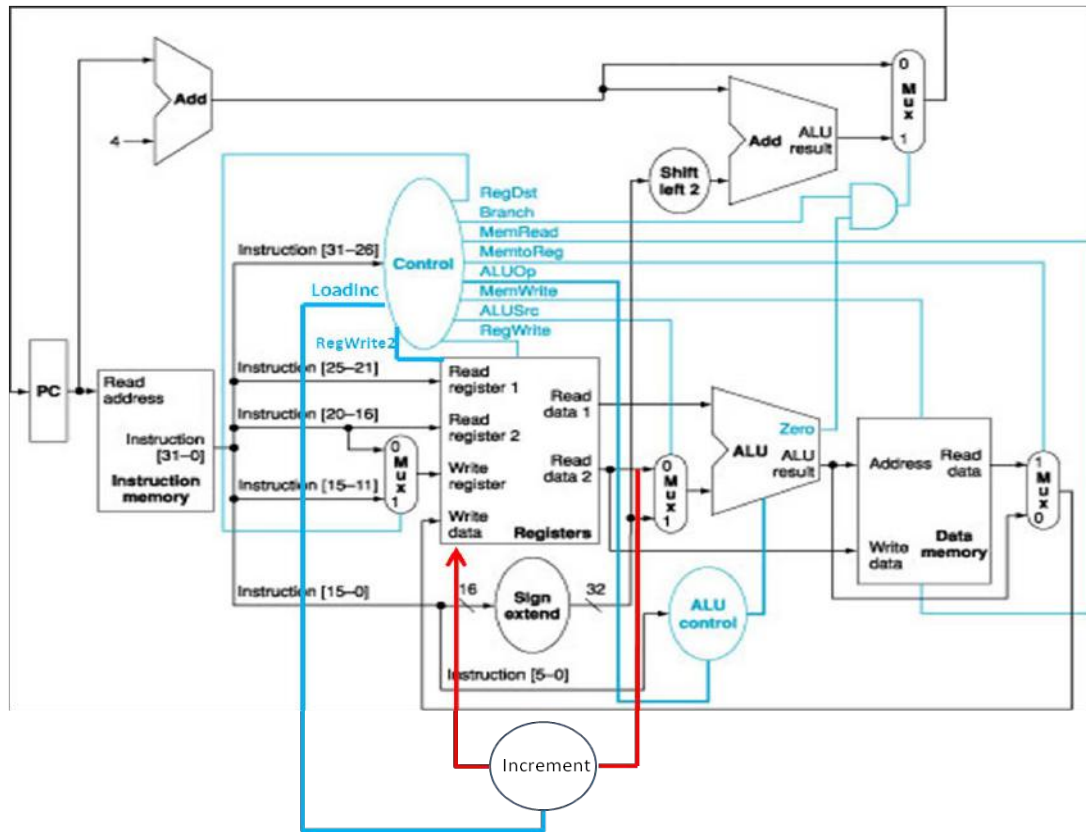 Add
4
0
Mux
1
Add
ALU
result
Shift
left 2
RegDst
Branch
MemRead
MemtoReg
ALUOp
MemWrite
ALUSrc
RegWrite
Instruction [31–26]
Control
LoadInc
RegWrite2
PC
Read
address
Instruction
[31–0]
Instruction
memory
Instruction [25–21]
Instruction [20–16]
Instruction [15–11]
0
Mux
1
Read
register 1
Read
register 2
Write
register
Write
data
Read
data 1
Read
data 2
Registers
0
Mux
1
Zero
ALU
ALU
result
Address
Read
data
Write
data
Data
memory
1
Mux
0
Instruction [15–0]
16
Sign
extend
32
ALU
control
Instruction [5–0]
Increment